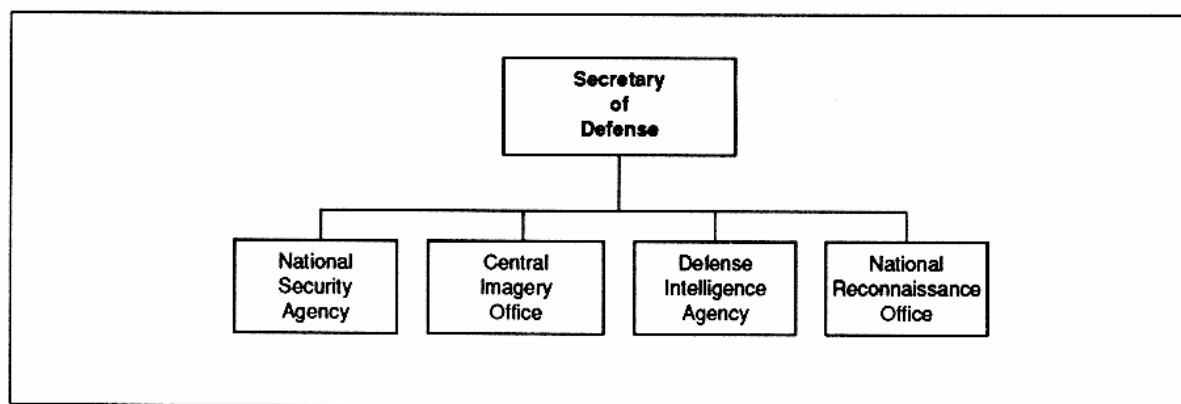 Secretary
of
Defense
National
Security
Agency
Central
Imagery
Office
Defense
Intelligence
Agency
National
Reconnaissance
Office